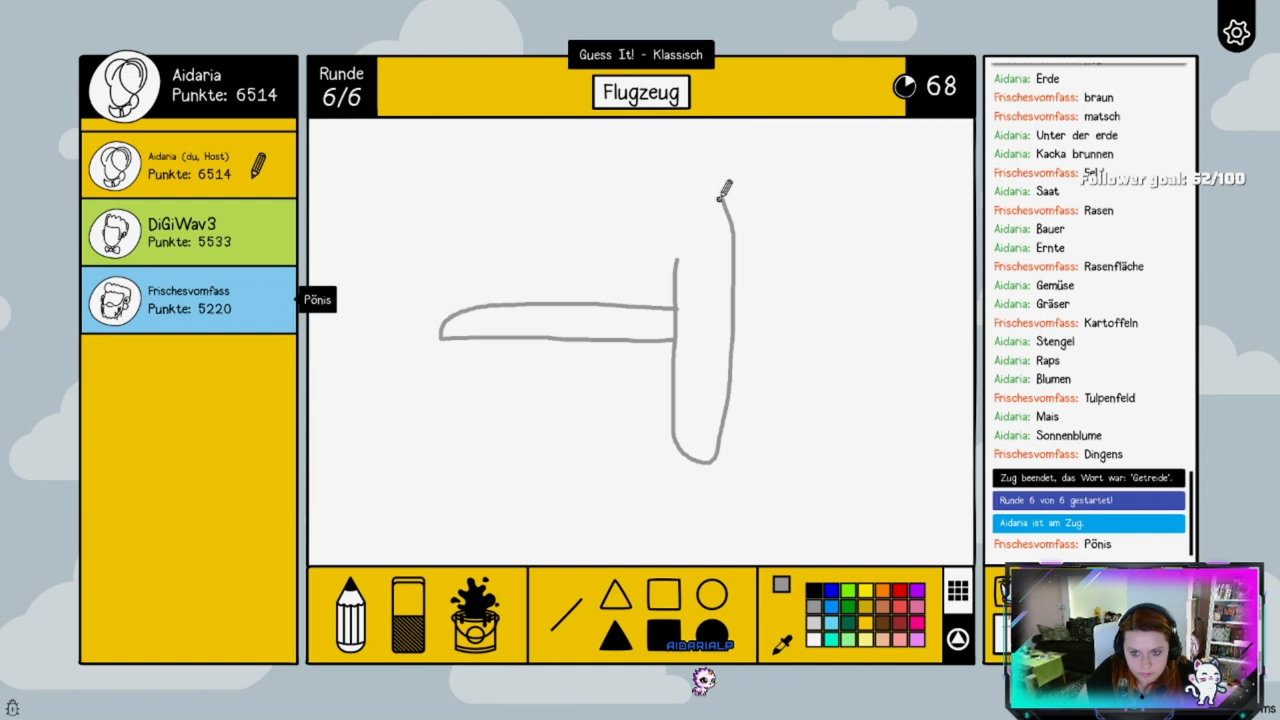 Guess It! - Klassisch
Aidaria
Punkte: 6514
Runde
6/6
Flugzeug
68
Aidaria (du, Host)
Punkte: 6514
DiGiWav3
Punkte: 5533
Frischesvomfass
Punkte: 5220
Pönis
Aidaria: Erde
Frischesvomfass: braun
Frischesvomfass: matsch
Aidaria: Unter der erde
Aidaria: Kacka brunnen
Frischesvomfass:
Follower goal: 52/100
Aidaria: Saat
Frischesvomfass: Rasen
Aidaria: Bauer
Aidaria: Ernte
Frischesvomfass: Rasenfläche
Aidaria: Gemüse
Aidaria: Gräser
Frischesvomfass: Kartoffeln
Aidaria: Stengel
Aidaria: Raps
Aidaria: Blumen
Frischesvomfass: Tulpenfeld
Aidaria: Mais
Aidaria: Sonnenblume
Frischesvomfass: Dingens
Zug beendet, das Wort war: 'Getreide'.
Runde 6 von 6 gestartet!
Aidaria ist am Zug.
Frischesvomfass: Pönis
AIDARIALP
ms